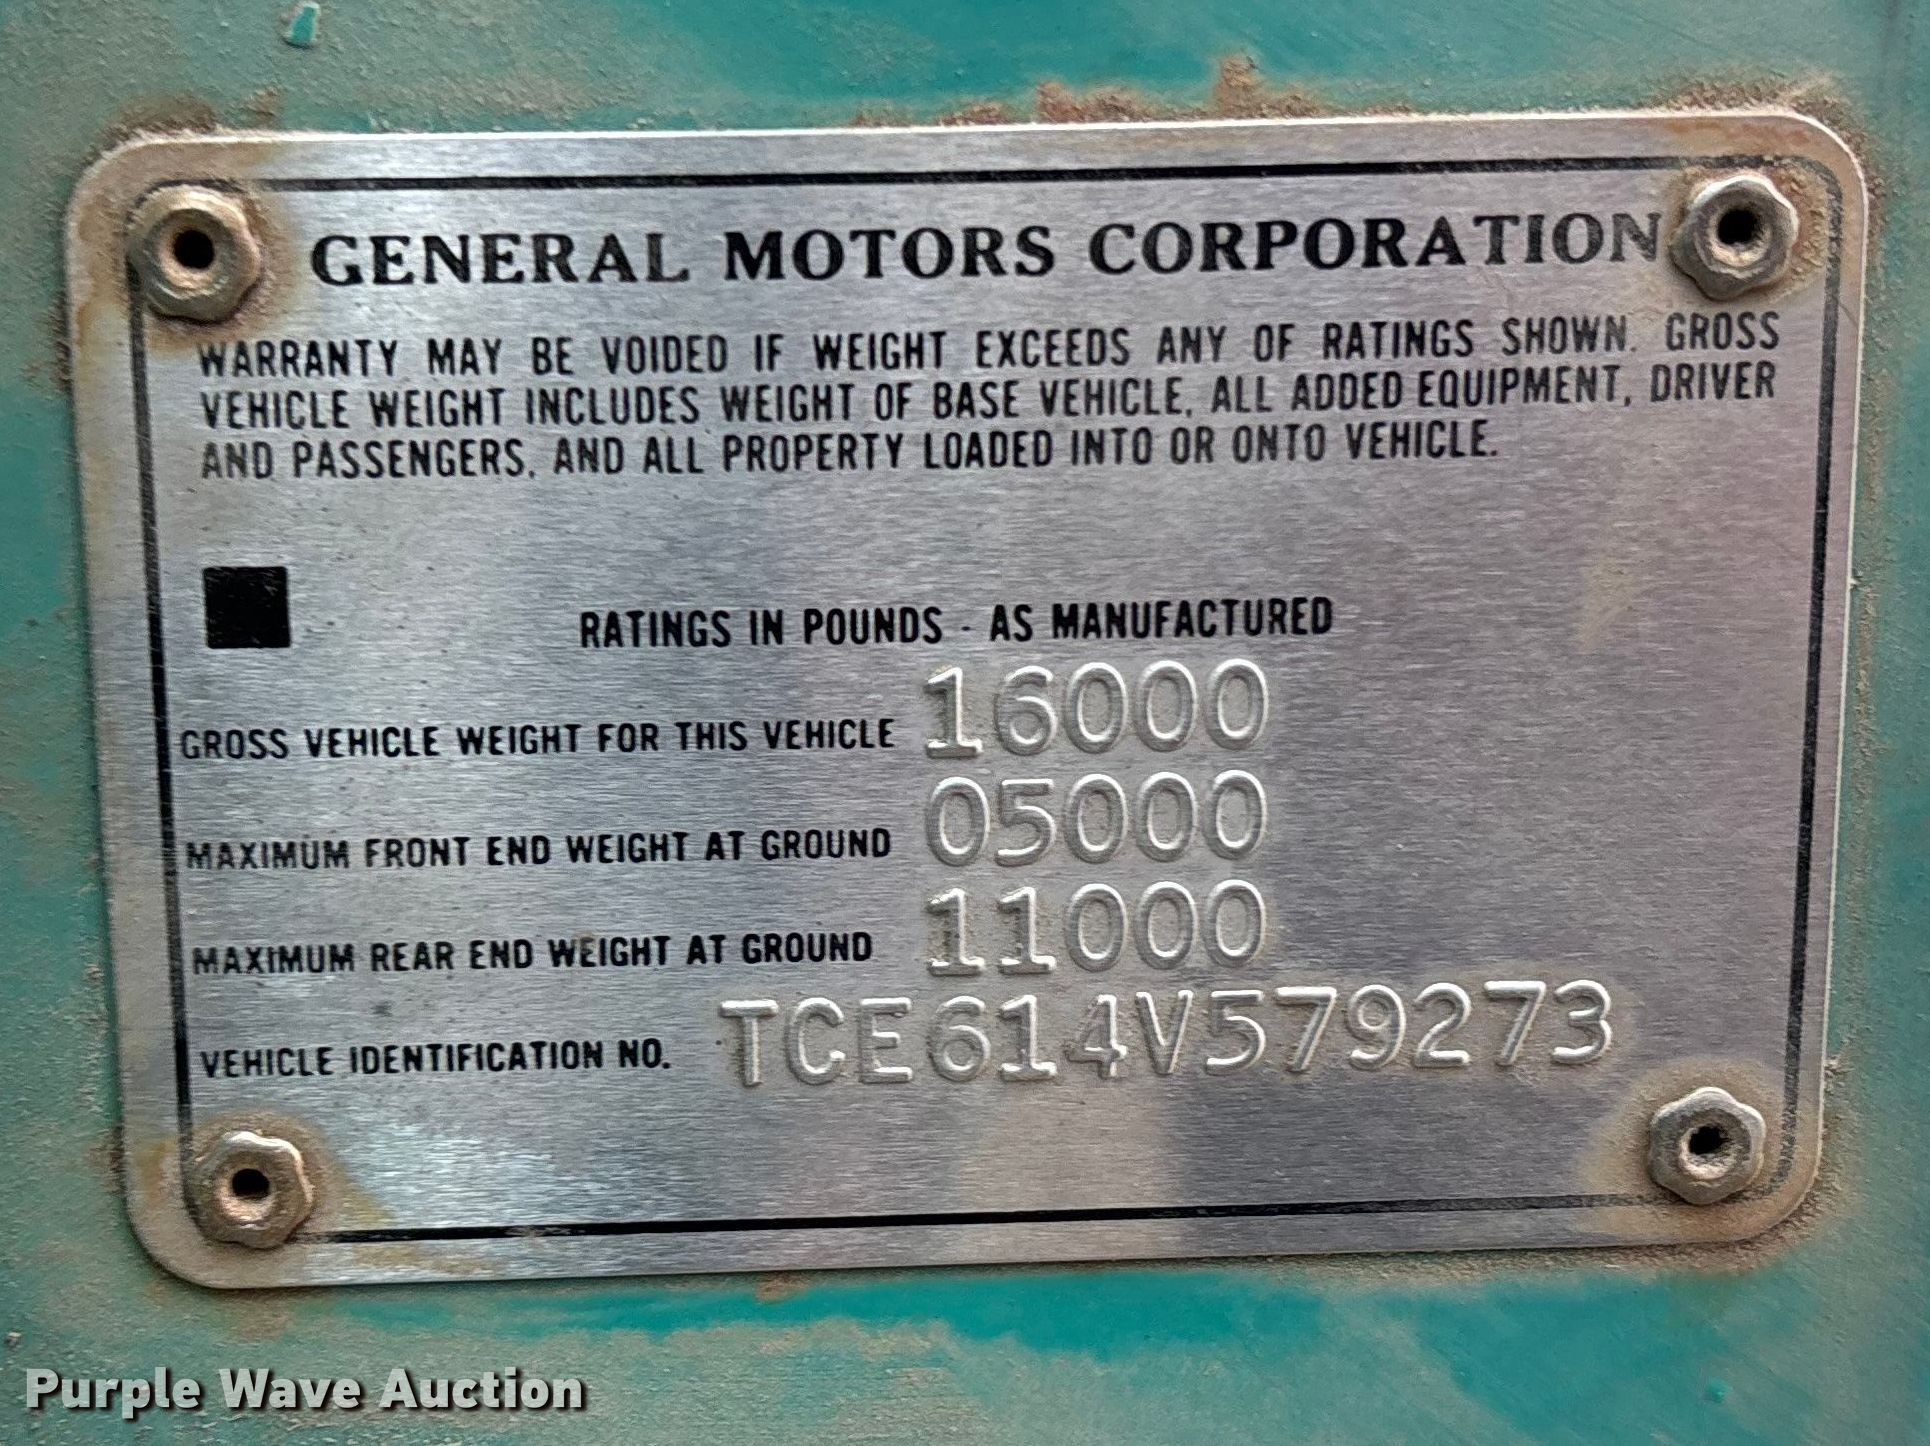 GENERAL MOTORS CORPORATION
WARRANTY MAY BE VOIDED IF WEIGHT EXCEEDS ANY OF RATINGS SHOWN. GROSS
VEHICLE WEIGHT INCLUDES WEIGHT OF BASE VEHICLE, ALL ADDED EQUIPMENT, DRIVER
AND PASSENGERS, AND ALL PROPERTY LOADED INTO OR ONTO VEHICLE.
RATINGS IN POUNDS - AS MANUFACTURED
GROSS VEHICLE WEIGHT FOR THIS VEHICLE 16000
MAXIMUM FRONT END WEIGHT AT GROUND 05000
MAXIMUM REAR END WEIGHT AT GROUND 11000
VEHICLE IDENTIFICATION NO. TCE614V579273
Purple Wave Auction